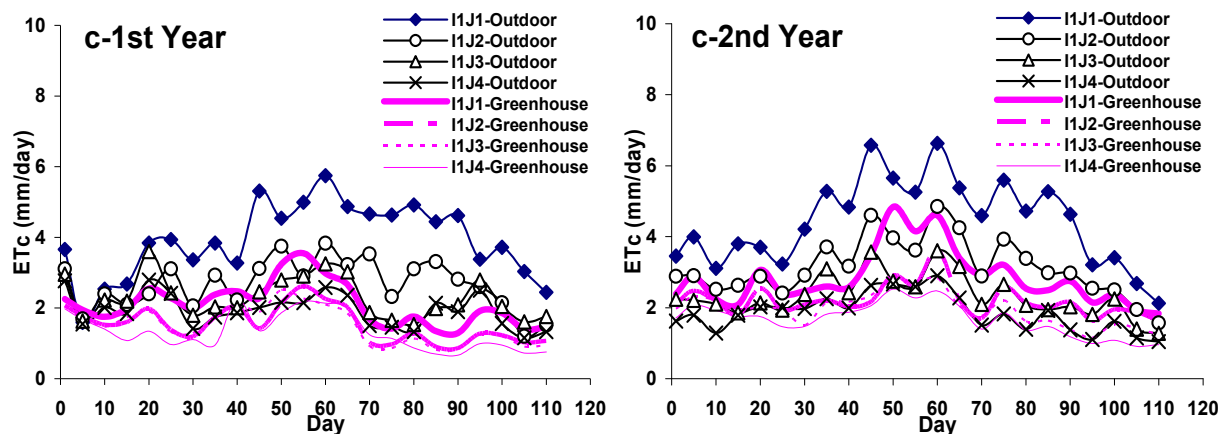 c-1st Year
I1J1-Outdoor
I1J2-Outdoor
I1J3-Outdoor
I1J4-Outdoor
I1J1-Greenhouse
I1J2-Greenhouse
I1J3-Greenhouse
I1J4-Greenhouse
ETc (mm/day)
10
8
6
4
2
0
0 10 20 30 40 50 60 70 80 90 100 110 120
Day
c-2nd Year
I1J1-Outdoor
I1J2-Outdoor
I1J3-Outdoor
I1J4-Outdoor
I1J1-Greenhouse
I1J2-Greenhouse
I1J3-Greenhouse
I1J4-Greenhouse
ETc (mm/day)
10
8
6
4
2
0
0 10 20 30 40 50 60 70 80 90 100 110 120
Day